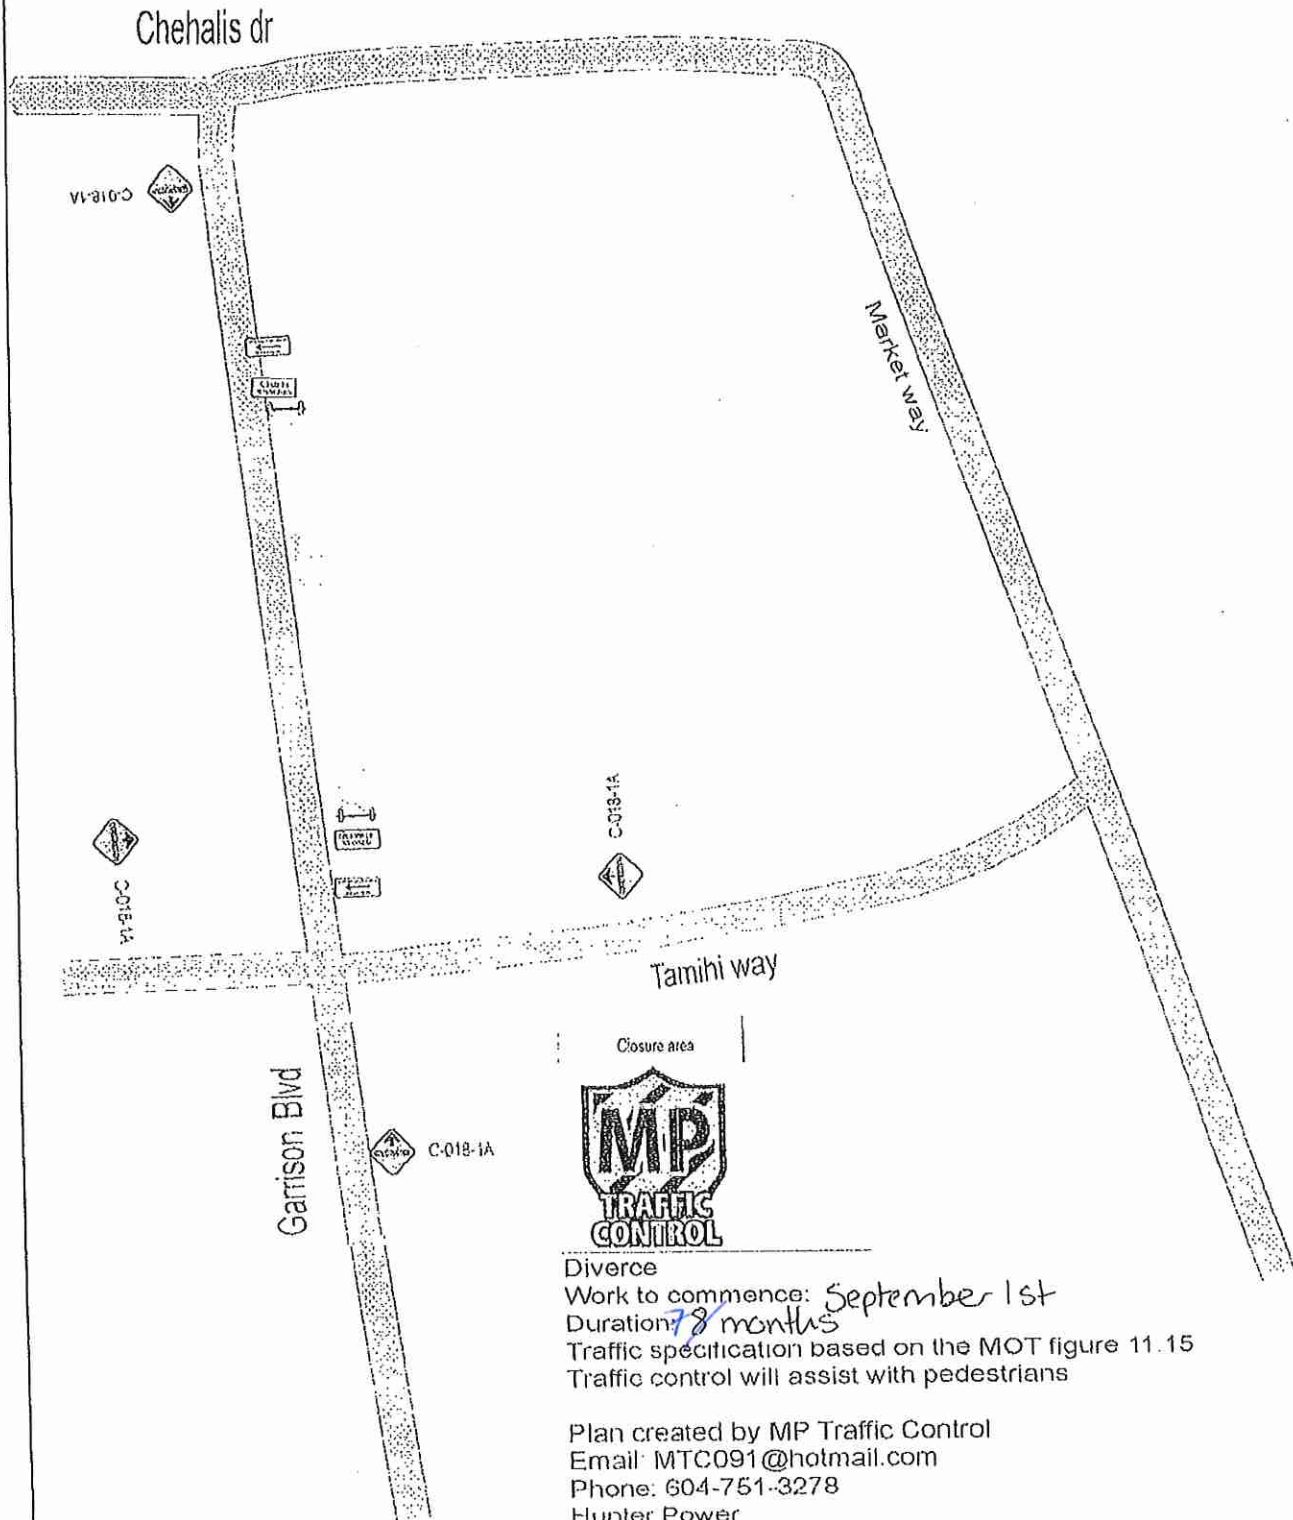 Chehalis dr
C-018-1A
Market way
C-018-1A
C-018-1A
Tamihi way
Closure area
Garrison Blvd
C-018-1A
MP
TRAFFIC
CONTROL
Diverce
Work to commence: September 1st
Duration: 7 8 months
Traffic specification based on the MOT figure 11.15
Traffic control will assist with pedestrians
Plan created by MP Traffic Control
Email: MTC091@hotmail.com
Phone: 604-751-3278
Hunter Power